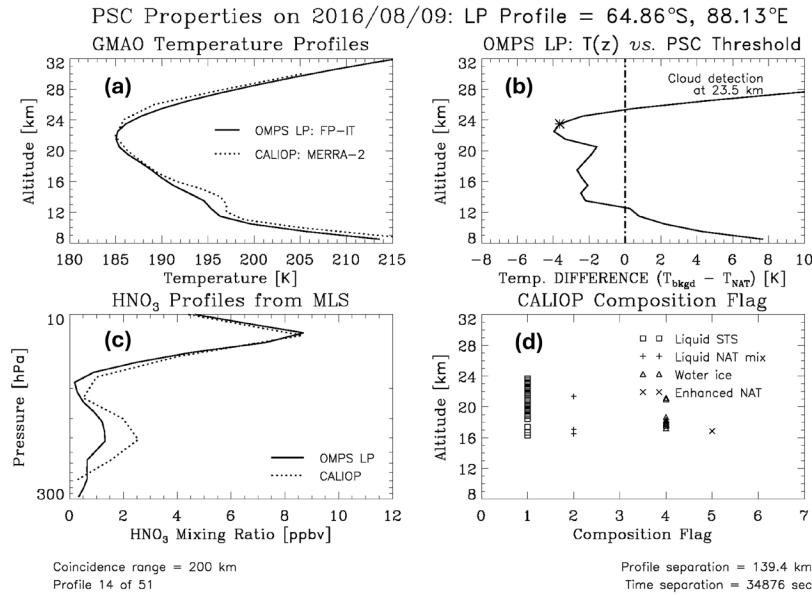 PSC Properties on 2016/08/09: LP Profile = 64.86°S, 88.13°E
GMAO Temperature Profiles
(a)
OMPS LP: FP-IT
CALIOP: MERRA-2
Altitude [km]
32
28
24
20
16
12
8
180 185 190 195 200 205 210 215
Temperature [K]
OMPS LP: T(z) vs. PSC Threshold
(b)
Cloud detection
at 23.5 km
Altitude [km]
32
28
24
20
16
12
8
-8 -6 -4 -2 0 2 4 6 8 10
Temp. DIFFERENCE (Tbkgd - TNAT) [K]
HNO3 Profiles from MLS
(c)
OMPS LP
CALIOP
Pressure [hPa]
10
300
0 2 4 6 8 10 12
HNO3 Mixing Ratio [ppbv]
CALIOP Composition Flag
(d)
Liquid STS
Liquid NAT mix
Water ice
Enhanced NAT
Altitude [km]
32
28
24
20
16
12
8
0 1 2 3 4 5 6 7
Composition Flag
Coincidence range = 200 km
Profile 14 of 51
Profile separation = 139.4 km
Time separation = 34876 sec